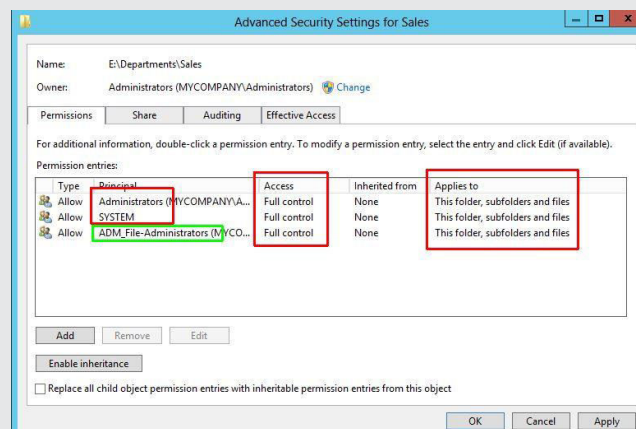 Advanced Security Settings for Sales
Name: E:\Departments\Sales
Owner: Administrators (MYCOMPANY\Administrators) Change
Permissions Share Auditing Effective Access
For additional information, double-click a permission entry. To modify a permission entry, select the entry and click Edit (if available).
Permission entries:
Type Principal Access Inherited from Applies to
Allow Administrators (MYCOMPANY\A... Full control None This folder, subfolders and files
Allow SYSTEM Full control None This folder, subfolders and files
Allow ADM_File-Administrators (MYCO... Full control None This folder, subfolders and files
Add Remove Edit
Enable inheritance
Replace all child object permission entries with inheritable permission entries from this object
OK Cancel Apply